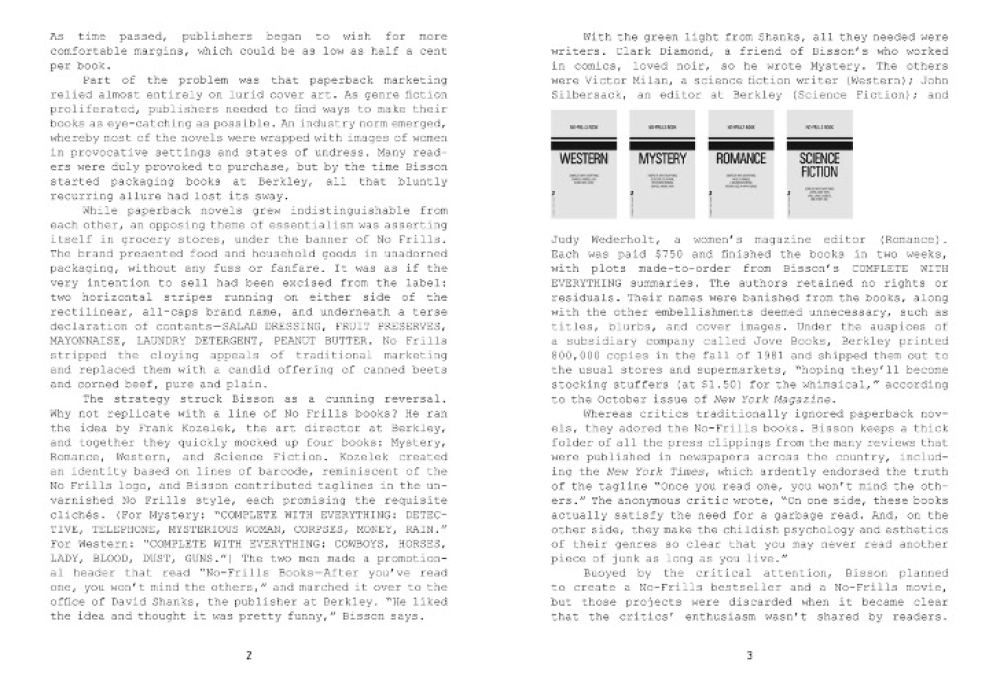 As time passed, publishers began to wish for more
comfortable margins, which could be as low as half a cent
per book.
Part of the problem was that paperback marketing
relied almost entirely on lurid cover art. As genre fiction
proliferated, publishers needed to find ways to make their
books as eye-catching as possible. An industry norm emerged,
whereby most of the novels were wrapped with images of women
in provocative settings and states of undress. Many read-
ers were duly provoked to purchase, but by the time Bisson
started packaging books at Berkley, all that bluntly
recurring allure had lost its sway.
While paperback novels grew indistinguishable from
each other, an opposing theme of essentialism was asserting
itself in grocery stores, under the banner of No Frills.
The brand presented food and household goods in unadorned
packaging, without any fuss or fanfare. It was as if the
very intention to sell had been excised from the label:
two horizontal stripes running on either side of the
rectilinear, all-caps brand name, and underneath a terse
declaration of contents—SALAD DRESSING, FRUIT PRESERVES,
MAYONNAISE, LAUNDRY DETERGENT, PEANUT BUTTER. No Frills
stripped the cloying appeals of traditional marketing
and replaced them with a candid offering of canned beets
and corned beef, pure and plain.
The strategy struck Bisson as a cunning reversal.
Why not replicate with a line of No Frills books? He ran
the idea by Frank Kozelek, the art director at Berkley,
and together they quickly mocked up four books: Mystery,
Romance, Western, and Science Fiction. Kozelek created
an identity based on lines of barcode, reminiscent of the
No Frills logo, and Bisson contributed taglines in the un-
varnished No Frills style, each promising the requisite
clichés. (For Mystery: "COMPLETE WITH EVERYTHING: DETEC-
TIVE, TELEPHONE, MYSTERIOUS WOMAN, CORPSES, MONEY, RAIN."
For Western: "COMPLETE WITH EVERYTHING: COWBOYS, HORSES,
LADY, BLOOD, DUST, GUNS.") The two men made a promotion-
al header that read "No-Frills Books—After you've read
one, you won't mind the others," and marched it over to the
office of David Shanks, the publisher at Berkley. "He liked
the idea and thought it was pretty funny," Bisson says.
2
With the green light from Shanks, all they needed were
writers. Clark Diamond, a friend of Bisson's who worked
in comics, loved noir, so he wrote Mystery. The others
were Victor Milan, a science fiction writer (Western); John
Silbersack, an editor at Berkley (Science Fiction); and
NO-FRILLS BOOK
WESTERN
NO-FRILLS BOOK
MYSTERY
NO-FRILLS BOOK
ROMANCE
NO-FRILLS BOOK
SCIENCE
FICTION
Judy Wederholt, a women's magazine editor (Romance).
Each was paid $750 and finished the books in two weeks,
with plots made-to-order from Bisson's COMPLETE WITH
EVERYTHING summaries. The authors retained no rights or
residuals. Their names were banished from the books, along
with the other embellishments deemed unnecessary, such as
titles, blurbs, and cover images. Under the auspices of
a subsidiary company called Jove Books, Berkley printed
800,000 copies in the fall of 1981 and shipped them out to
the usual stores and supermarkets, "hoping they'll become
stocking stuffers (at $1.50) for the whimsical," according
to the October issue of New York Magazine.
Whereas critics traditionally ignored paperback nov-
els, they adored the No-Frills books. Bisson keeps a thick
folder of all the press clippings from the many reviews that
were published in newspapers across the country, includ-
ing the New York Times, which ardently endorsed the truth
of the tagline "Once you read one, you won't mind the oth-
ers." The anonymous critic wrote, "On one side, these books
actually satisfy the need for a garbage read. And, on the
other side, they make the childish psychology and esthetics
of their genres so clear that you may never read another
piece of junk as long as you live."
Buoyed by the critical attention, Bisson planned
to create a No-Frills bestseller and a No-Frills movie,
but those projects were discarded when it became clear
that the critics' enthusiasm wasn't shared by readers.
3